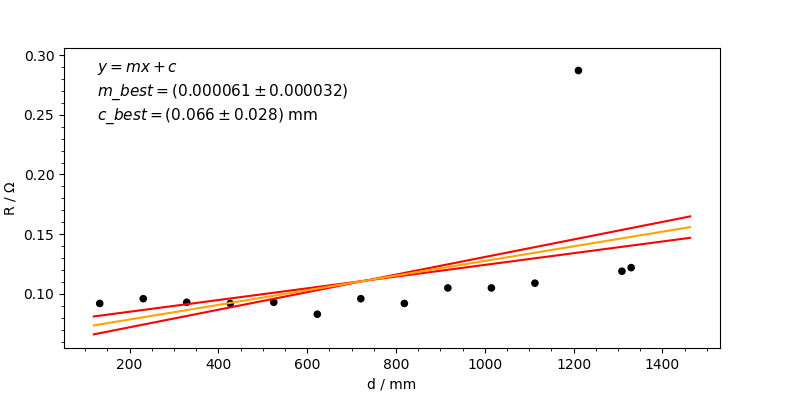 0.30
0.25
0.20
0.15
0.10
R / Ω
y = mx + c
m_best = (0.000061 ± 0.000032)
c_best = (0.066 ± 0.028) mm
200 400 600 800 1000 1200 1400
d / mm